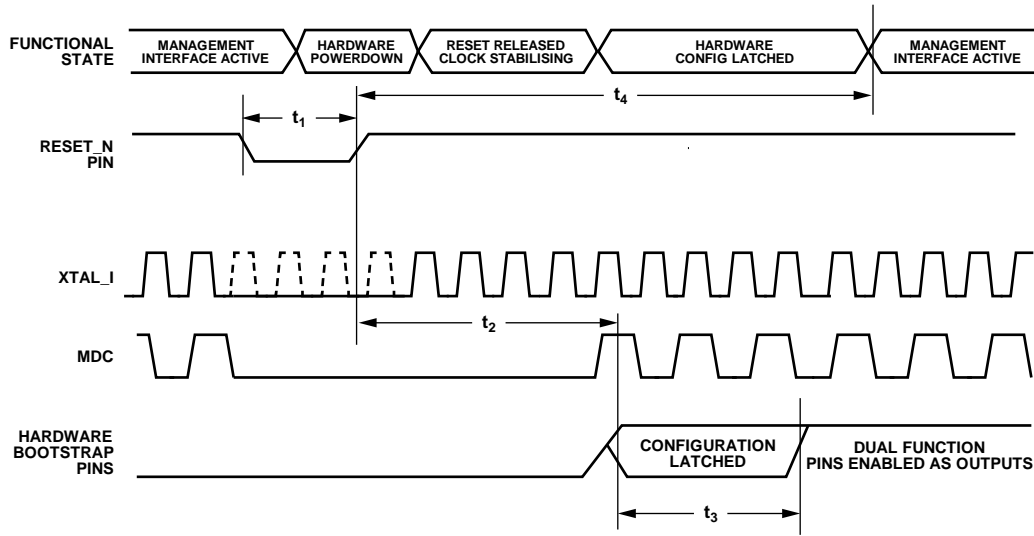 FUNCTIONAL
STATE
MANAGEMENT
INTERFACE ACTIVE
HARDWARE
POWERDOWN
RESET RELEASED
CLOCK STABILISING
HARDWARE
CONFIG LATCHED
MANAGEMENT
INTERFACE ACTIVE
t4
t1
RESET_N
PIN
XTAL_I
t2
MDC
HARDWARE
BOOTSTRAP
PINS
CONFIGURATION
LATCHED
DUAL FUNCTION
PINS ENABLED AS OUTPUTS
t3